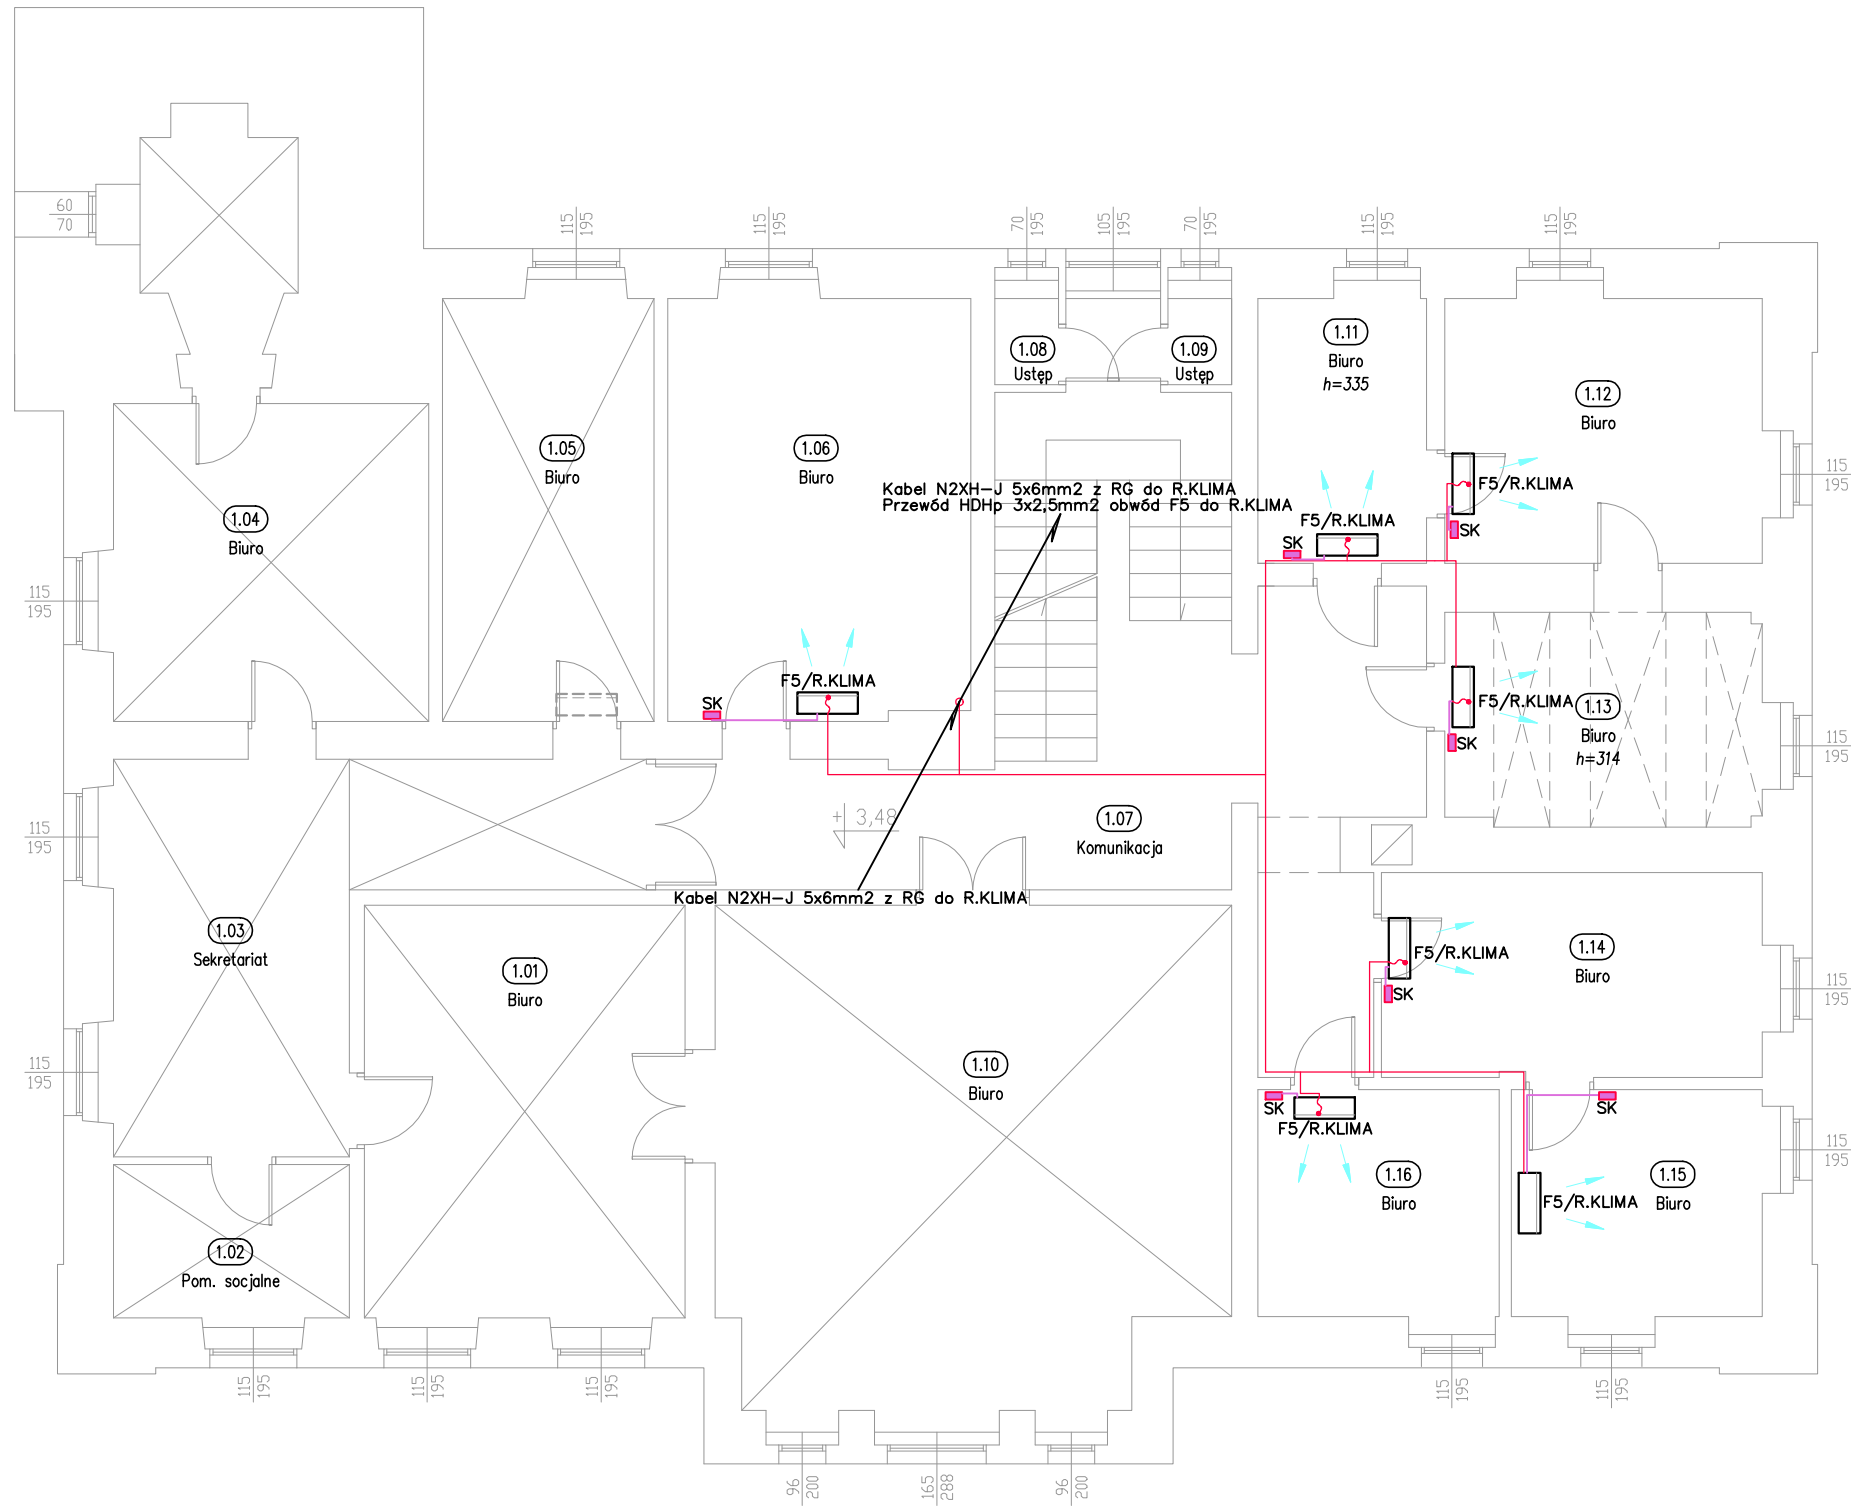 60
70
115
195
115
195
70
195
105
195
70
195
115
195
115
195
1.11
Biuro
h=335
1.08
Ustęp
1.09
Ustęp
1.12
Biuro
1.05
Biuro
1.06
Biuro
115
195
Kabel N2XH-J 5x6mm2 z RG do R.KLIMA
Przewód HDHp 3x2,5mm2 obwód F5 do R.KLIMA
F5/R.KLIMA
1.04
Biuro
F5/R.KLIMA
SK
SK
115
195
F5/R.KLIMA
SK
F5/R.KLIMA
1.13
Biuro
h=314
SK
115
195
+ 3,48
1.07
Komunikacja
115
195
Kabel N2XH-J 5x6mm2 z RG do R.KLIMA
1.03
Sekretariat
1.01
Biuro
F5/R.KLIMA
SK
1.14
Biuro
115
195
115
195
1.10
Biuro
SK
F5/R.KLIMA
SK
115
195
1.16
Biuro
F5/R.KLIMA
1.15
Biuro
1.02
Pom. socjalne
115
195
115
195
115
195
115
195
115
195
96
200
165
288
96
200